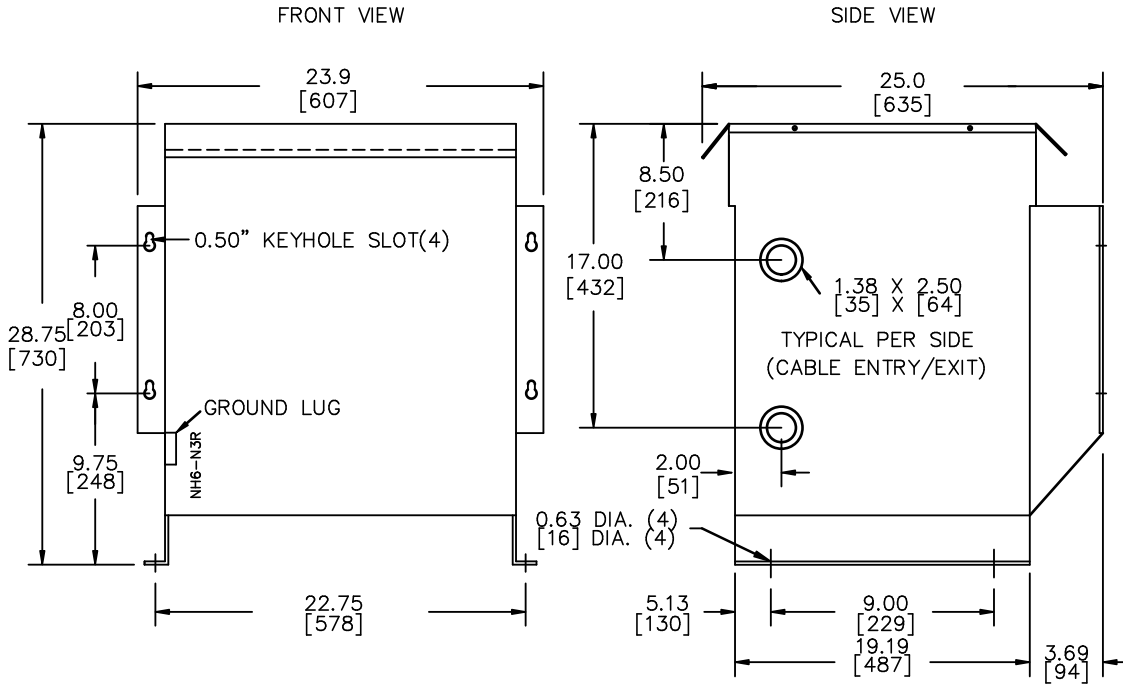 FRONT VIEW
SIDE VIEW
23.9
[607]
25.0
[635]
8.50
[216]
0.50” KEYHOLE SLOT(4)
17.00
[432]
1.38 X 2.50
[35] X [64]
8.00
[203]
28.75
[730]
TYPICAL PER SIDE
(CABLE ENTRY/EXIT)
GROUND LUG
NH6-N3R
9.75
[248]
2.00
[51]
0.63 DIA. (4)
[16] DIA. (4)
22.75
[578]
5.13
[130]
9.00
[229]
19.19
[487]
3.69
[94]